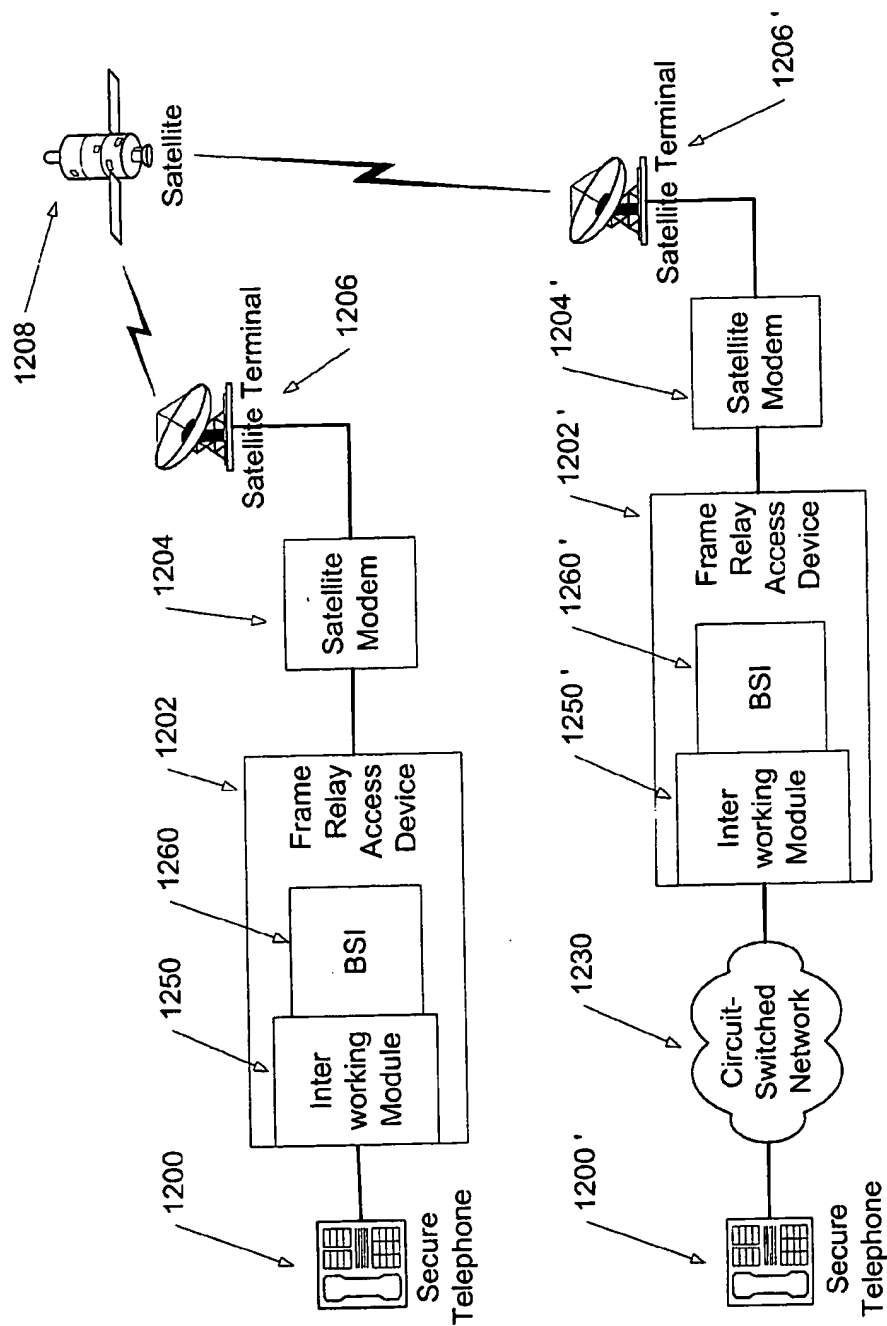 1208
Satellite
1206
Satellite Terminal
1204
Satellite
Modem
1202
Frame
Relay
Access
Device
1260
BSI
1250
Inter
working
Module
1200
Secure
Telephone
1206'
Satellite Terminal
1204'
Satellite
Modem
1202'
Frame
Relay
Access
Device
1260'
BSI
1250'
Inter
working
Module
1230
Circuit-
Switched
Network
1200'
Secure
Telephone